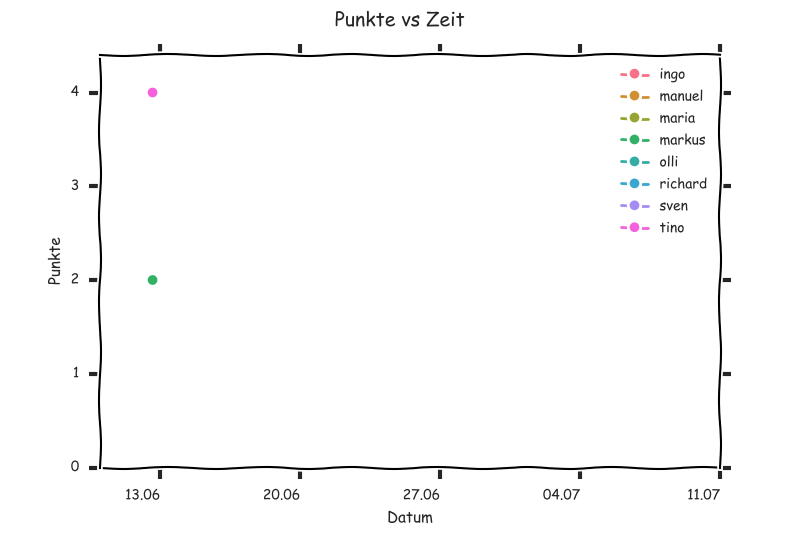 Punkte vs Zeit
ingo
manuel
maria
markus
olli
richard
sven
tino
4
3
2
1
0
Punkte
13.06 20.06 27.06 04.07 11.07
Datum